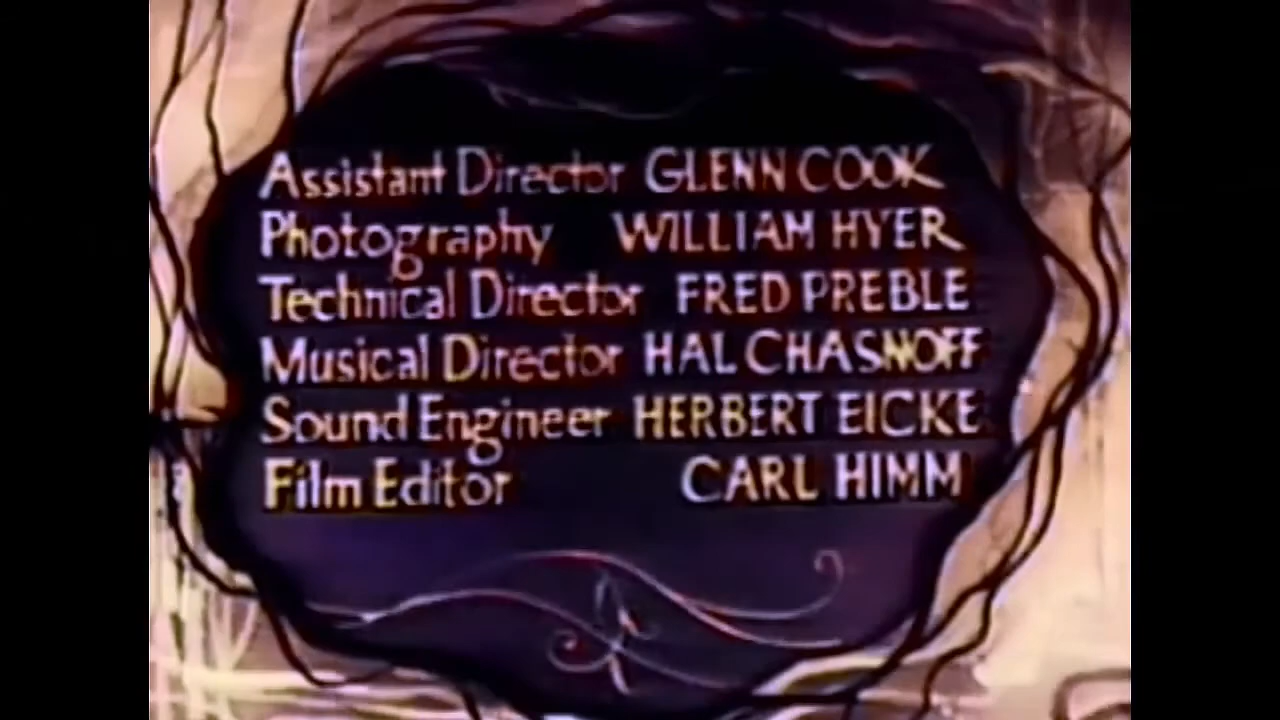 Assistant Director GLENN COOK
Photography WILLIAM HYER
Technical Director FRED PREBLE
Musical Director HAL CHASNOFF
Sound Engineer HERBERT EICKE
Film Editor CARL HIMM